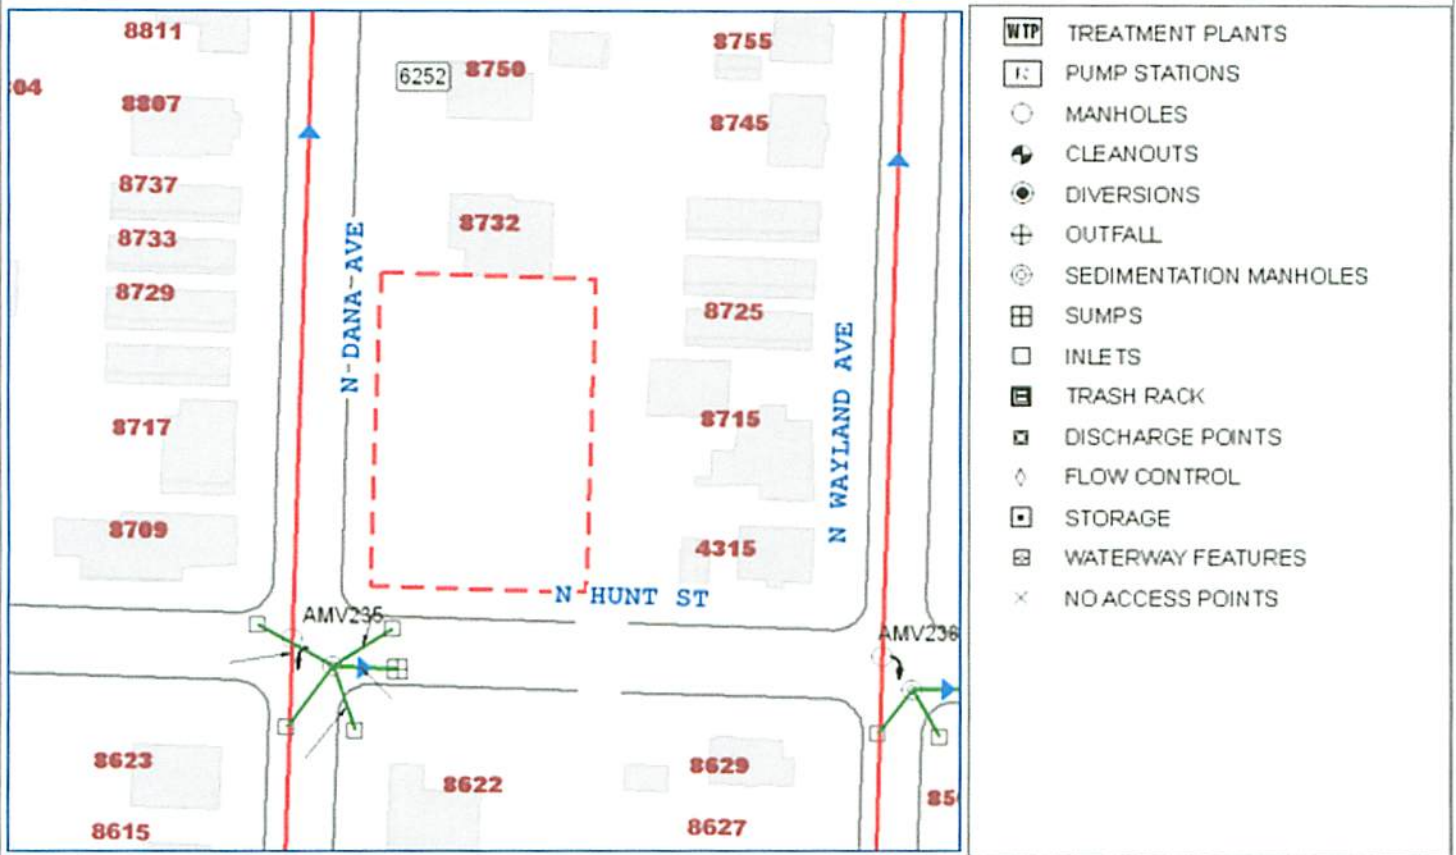 8811
8755
04
8750
6252
8807
8745
8737
8732
8733
8729
8725
N DANA AVE
N WAYLAND AVE
8717
8715
8709
4315
N HUNT ST
AMV235
AMV236
8623
8622
8629
8615
8627
WTP TREATMENT PLANTS
PUMP STATIONS
MANHOLES
CLEANOUTS
DIVERSIONS
OUTFALL
SEDIMENTATION MANHOLES
SUMPS
INLETS
TRASH RACK
DISCHARGE POINTS
FLOW CONTROL
STORAGE
WATERWAY FEATURES
NO ACCESS POINTS